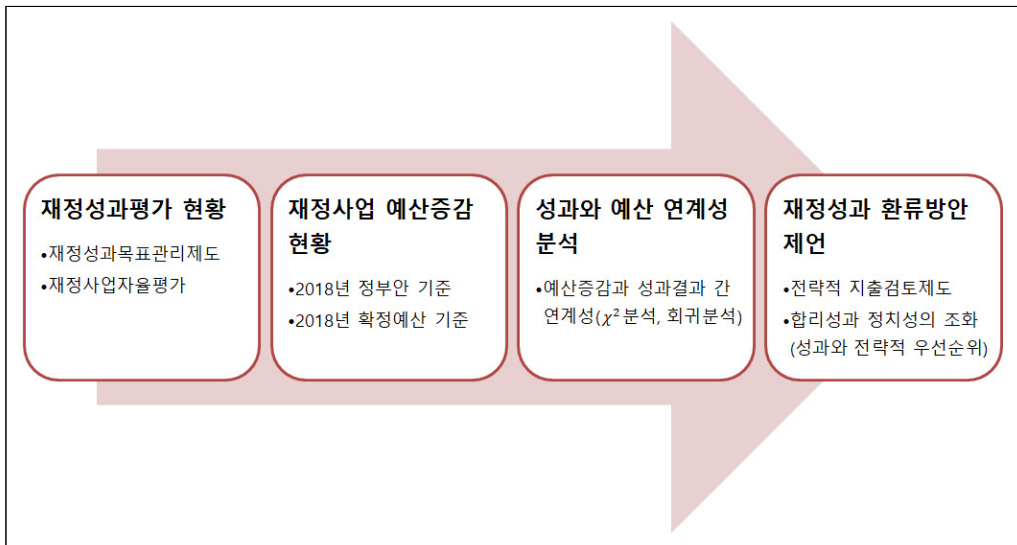 재정성과평가 현황
•재정성과목표관리제도
•재정사업자율평가
재정사업 예산증감
현황
•2018년 정부안 기준
•2018년 확정예산 기준
성과와 예산 연계성
분석
•예산증감과 성과결과 간
연계성(χ² 분석, 회귀분석)
재정성과 환류방안
제언
•전략적 지출검토제도
•합리성과 정치성의 조화
(성과와 전략적 우선순위)